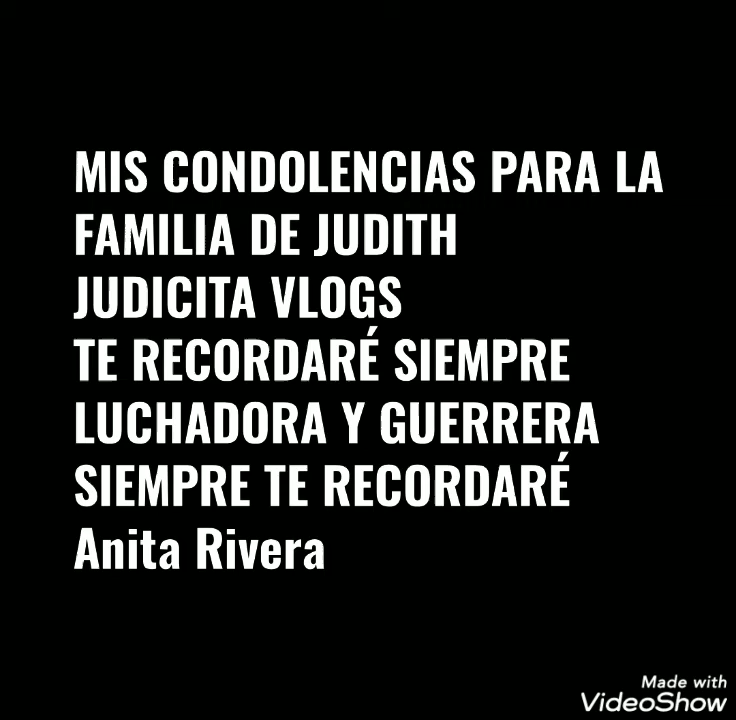 MIS CONDOLENCIAS PARA LA
FAMILIA DE JUDITH
JUDICITA VLOGS
TE RECORDARÉ SIEMPRE
LUCHADORA Y GUERRERA
SIEMPRE TE RECORDARÉ
Anita Rivera
Made with
VideoShow